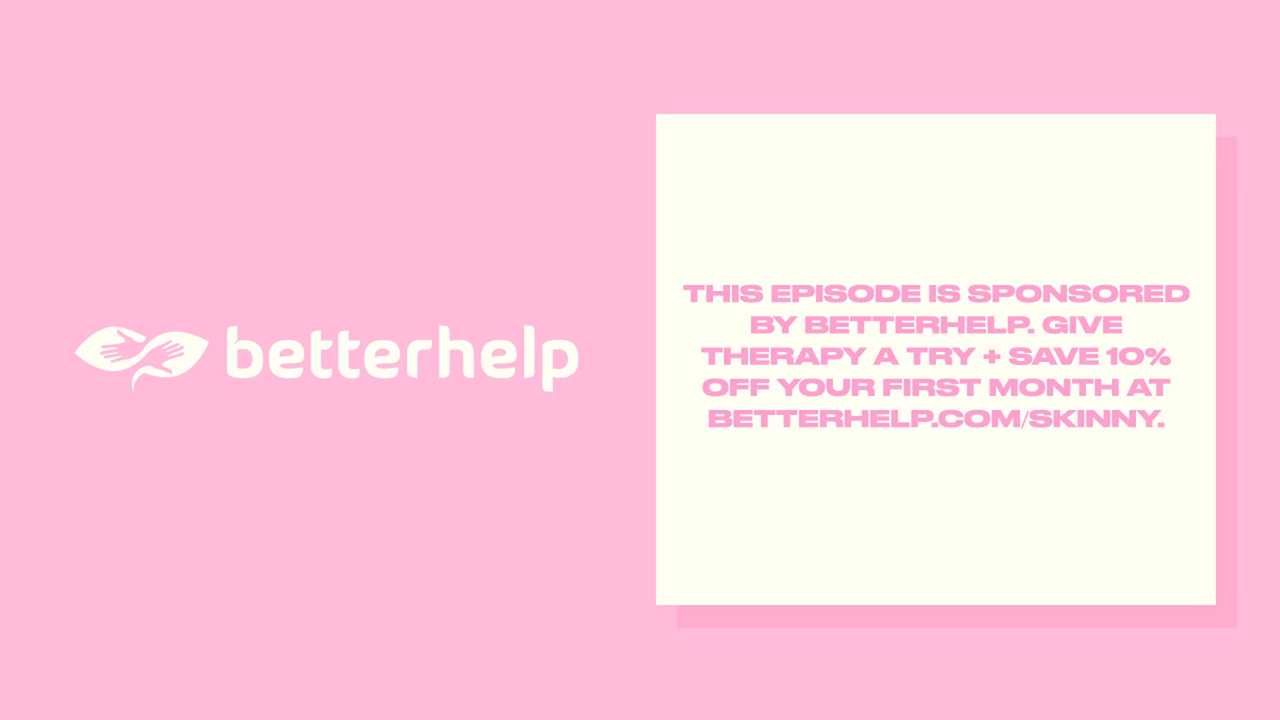 betterhelp
THIS EPISODE IS SPONSORED
BY BETTERHELP. GIVE
THERAPY A TRY + SAVE 10%
OFF YOUR FIRST MONTH AT
BETTERHELP.COM/SKINNY.